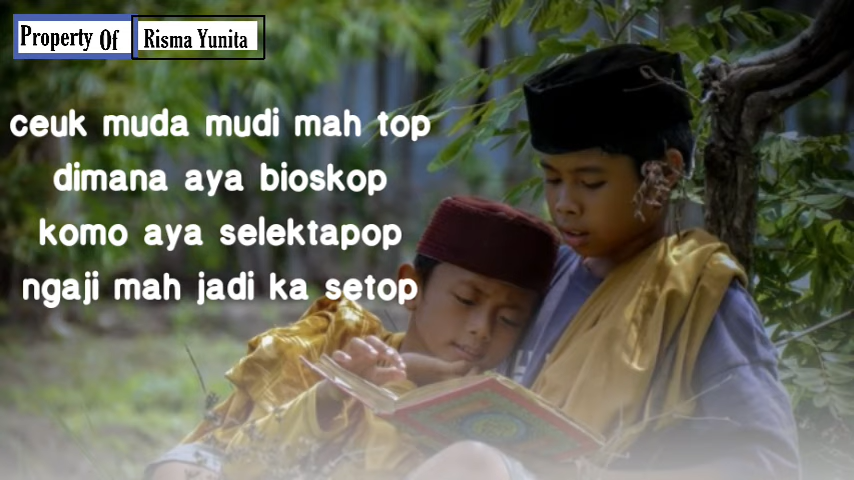 Property Of Risma Yunita
ceuk muda mudi mah top
dimana aya bioskop
komo aya selektapop
ngaji mah jadi ka setop